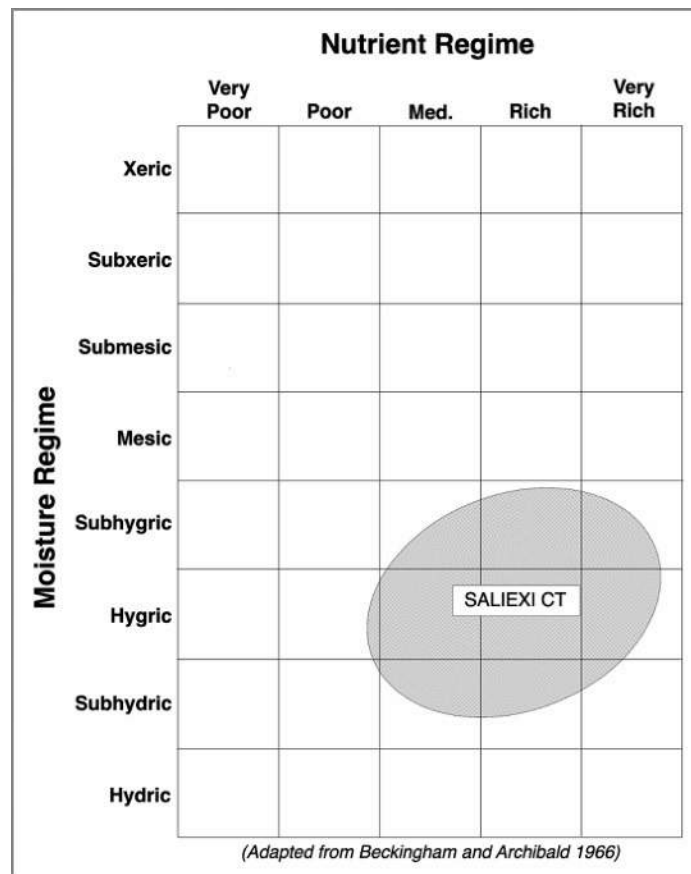 Nutrient Regime
Very Poor
Poor
Med.
Rich
Very Rich
Moisture Regime
Xeric
Subxeric
Submesic
Mesic
Subhygric
Hygric
Subhydric
Hydric
SALIEXI CT
(Adapted from Beckingham and Archibald 1966)